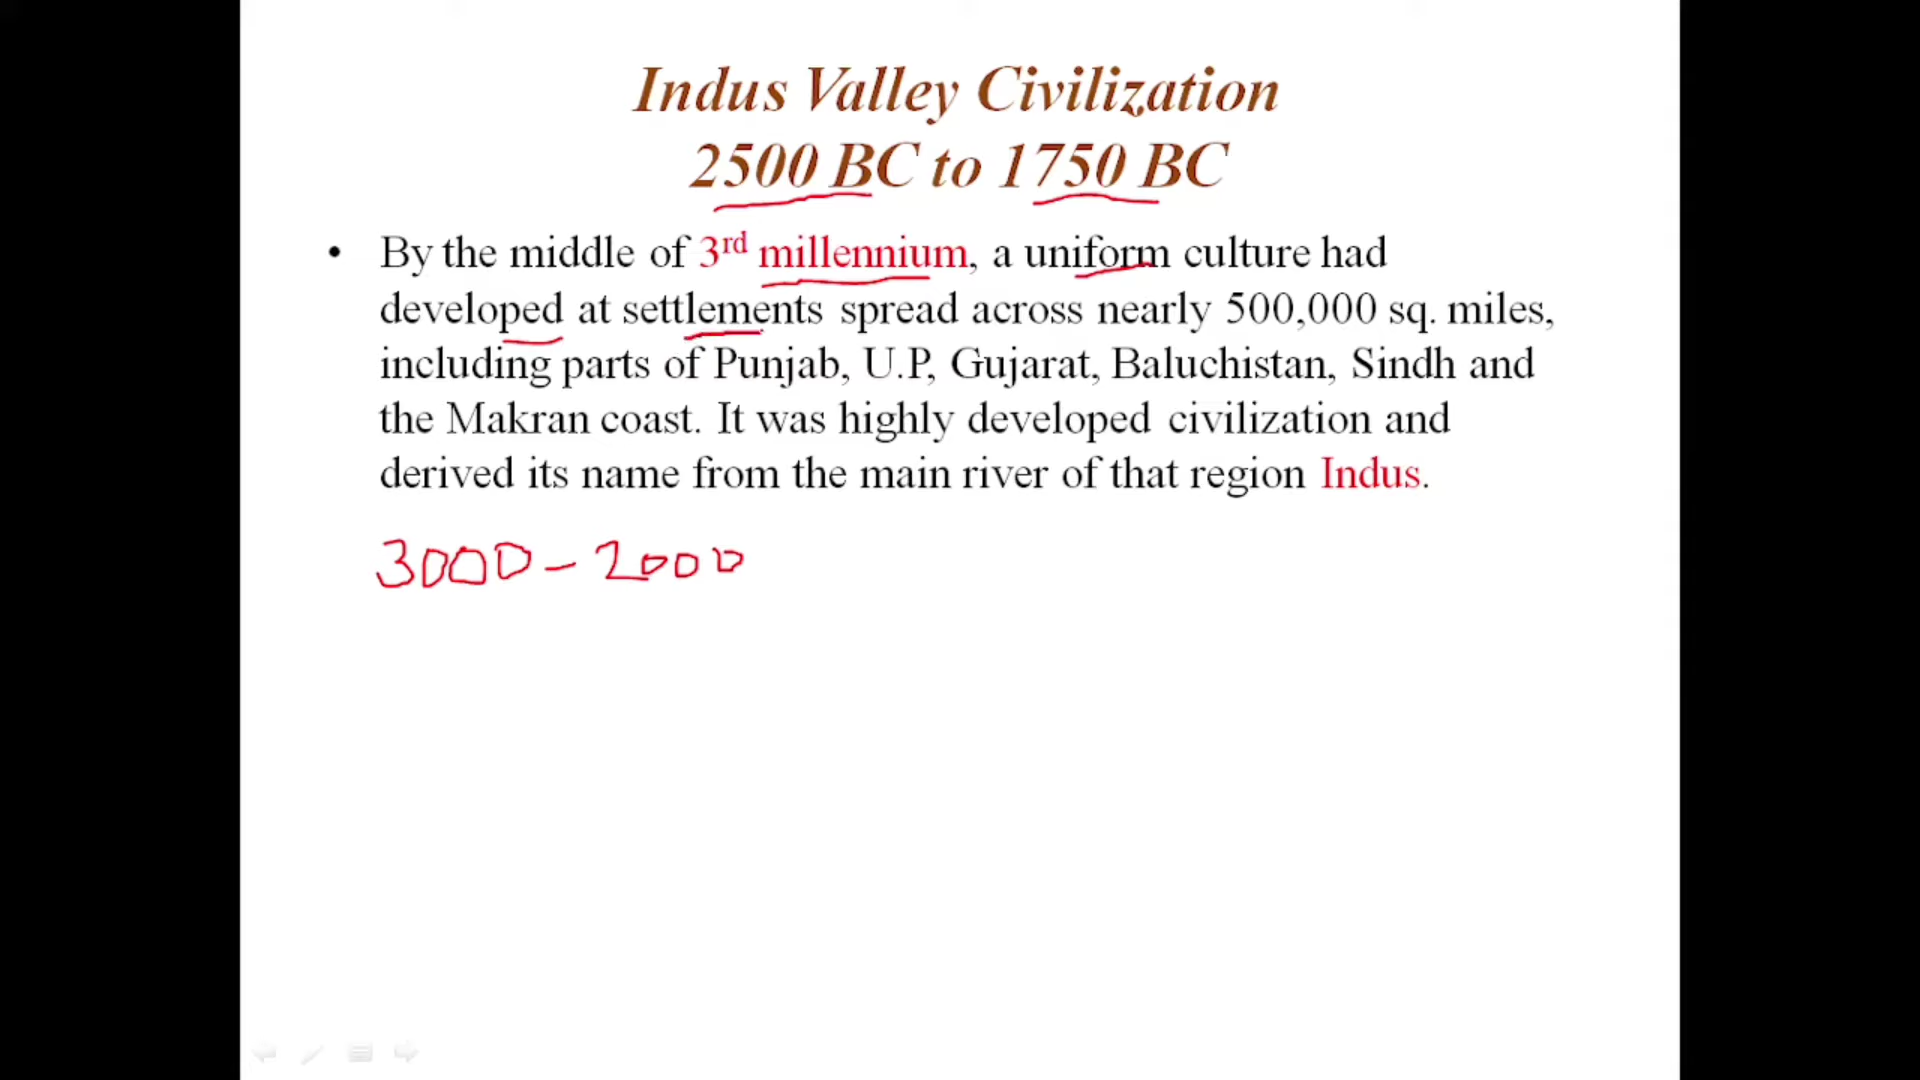 Indus Valley Civilization
2500 BC to 1750 BC
• By the middle of 3rd millennium, a uniform culture had
developed at settlements spread across nearly 500,000 sq. miles,
including parts of Punjab, U.P, Gujarat, Baluchistan, Sindh and
the Makran coast. It was highly developed civilization and
derived its name from the main river of that region Indus.
3000 - 2000